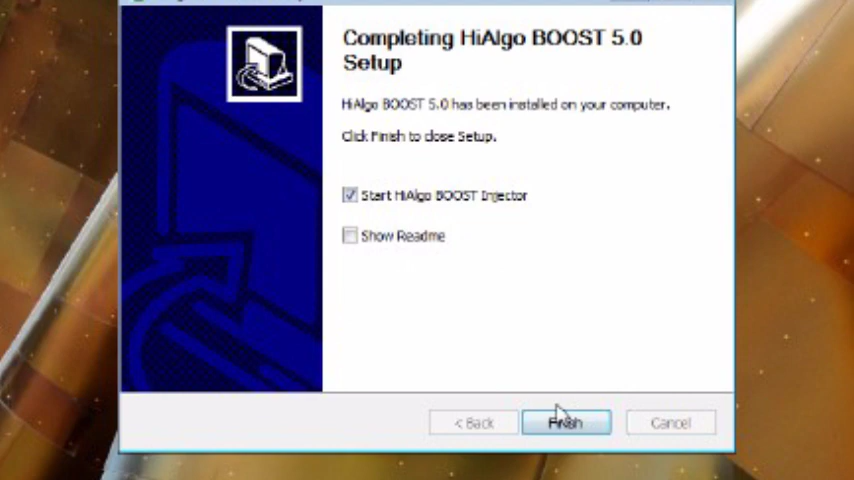 Completing HiAlgo BOOST 5.0
Setup
HiAlgo BOOST 5.0 has been installed on your computer.
Click Finish to close Setup.
Start HiAlgo BOOST Injector
Show Readme
< Back
Finish
Cancel